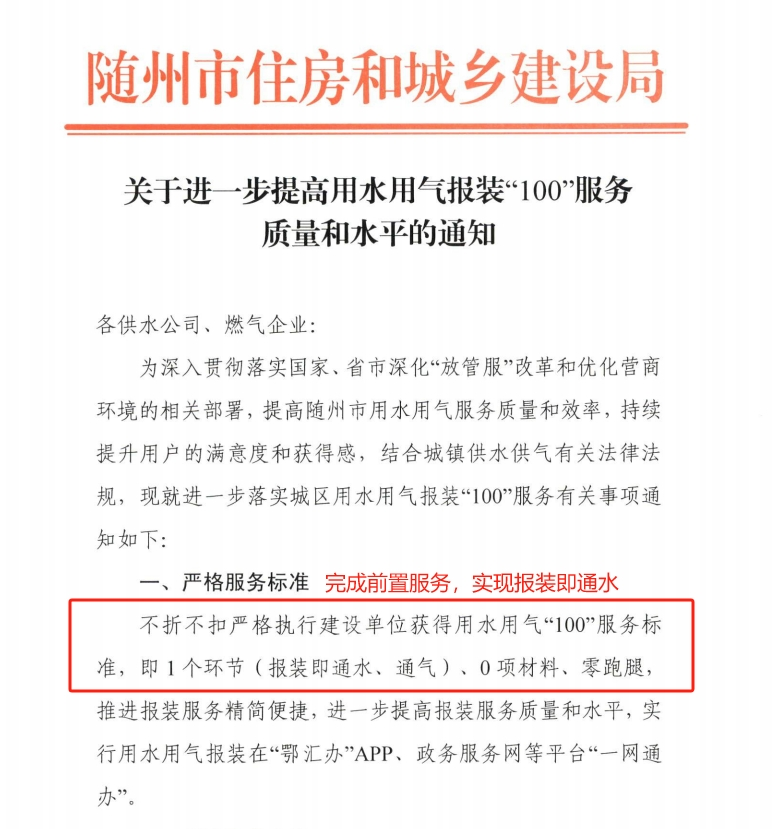 随州市住房和城乡建设局
关于进一步提高用水用气报装“100”服务
质量和水平的通知
各供水公司、燃气企业：
为深入贯彻落实国家、省市深化“放管服”改革和优化营商
环境的相关部署，提高随州市用水用气服务质量和效率，持续
提升用户的满意度和获得感，结合城镇供水供气有关法律法
规，现就进一步落实城区用水用气报装“100”服务有关事项通
知如下：
一、严格服务标准 完成前置服务，实现报装即通水
不折不扣严格执行建设单位获得用水用气“100”服务标
准，即 1 个环节（报装即通水、通气）、0 项材料、零跑腿，
推进报装服务精简便捷，进一步提高报装服务质量和水平，实
行用水用气报装在“鄂汇办”APP、政务服务网等平台“一网通
办”。